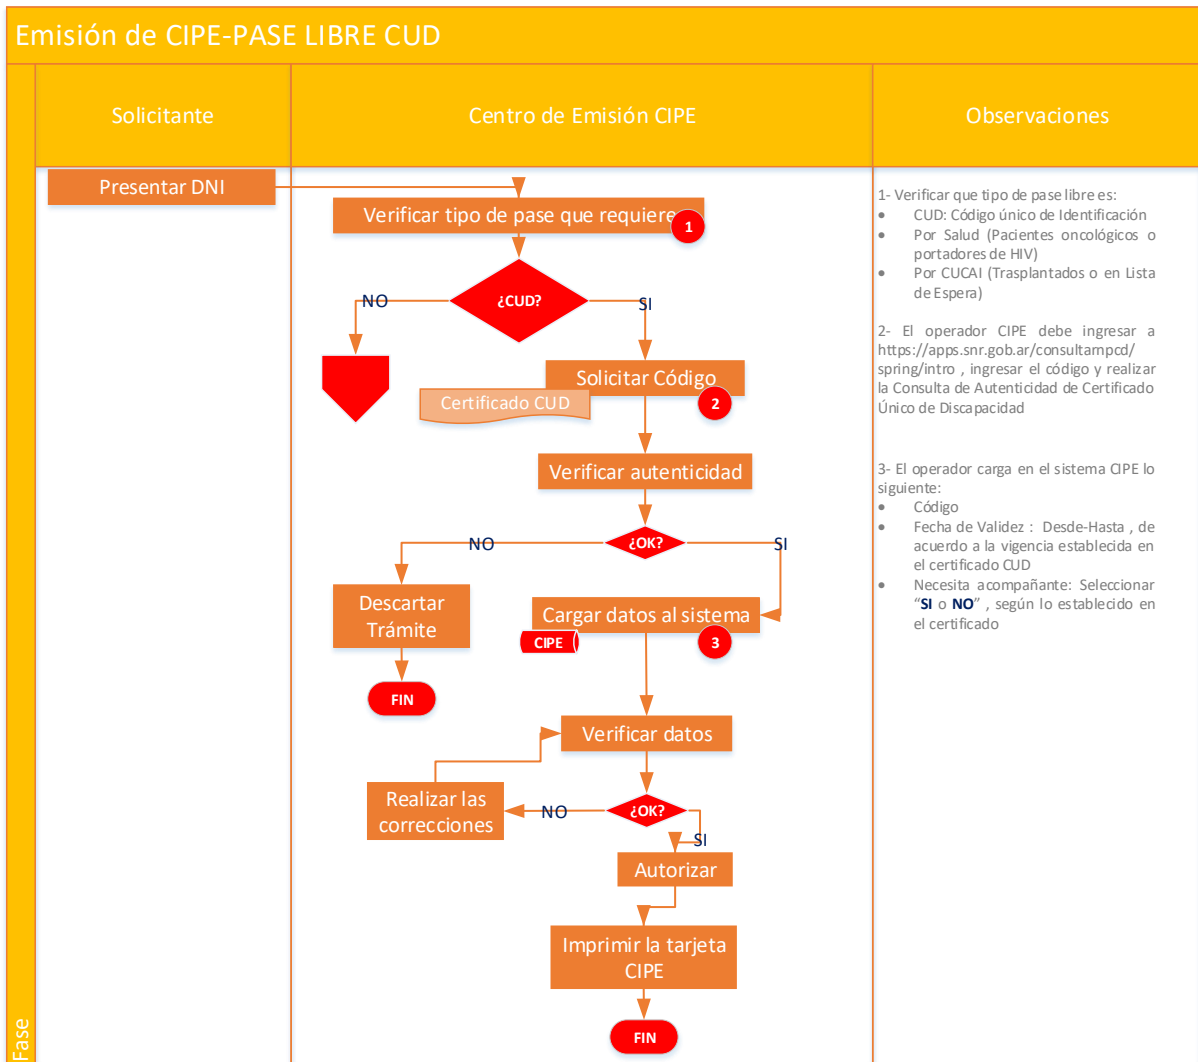 Emisión de CIPE-PASE LIBRE CUD
Solicitante
Centro de Emisión CIPE
Observaciones
Presentar DNI
Verificar tipo de pase que requiere
1
¿CUD?
NO
SI
Solicitar Código
Certificado CUD
2
Verificar autenticidad
¿OK?
NO
SI
Descartar
Trámite
FIN
Cargar datos al sistema
CIPE
3
Verificar datos
Realizar las
correcciones
NO
¿OK?
SI
Autorizar
Imprimir la tarjeta
CIPE
FIN
1- Verificar que tipo de pase libre es:
• CUD: Código único de Identificación
• Por Salud (Pacientes oncológicos o
portadores de HIV)
• Por CUCAI (Trasplantados o en Lista
de Espera)
2- El operador CIPE debe ingresar a
https://apps.snr.gob.ar/consultarnpcd/
spring/intro , ingresar el código y realizar
la Consulta de Autenticidad de Certificado
Único de Discapacidad
3- El operador carga en el sistema CIPE lo
siguiente:
• Código
• Fecha de Validez : Desde-Hasta , de
acuerdo a la vigencia establecida en
el certificado CUD
• Necesita acompañante: Seleccionar
“SI o NO” , según lo establecido en
el certificado
Fase